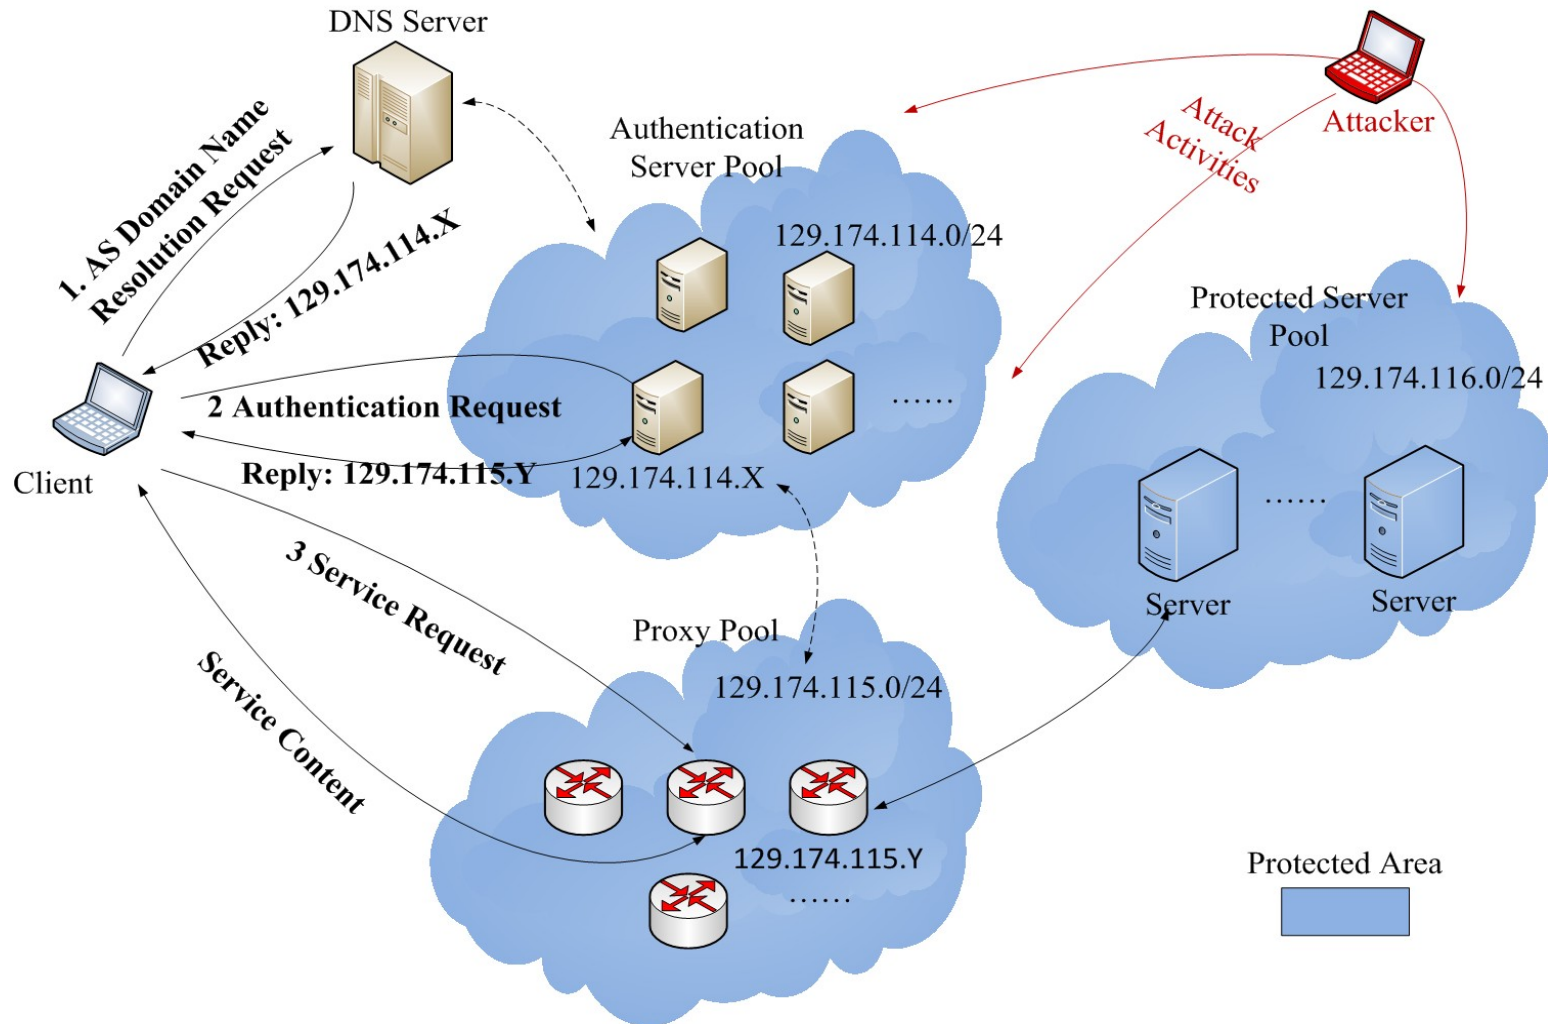 DNS Server
Attacker
Attack
Activities
Authentication
Server Pool
1. AS Domain Name
Resolution Request
Reply: 129.174.114.X
129.174.114.0/24
Protected Server
Pool
129.174.116.0/24
2 Authentication Request
......
Reply: 129.174.115.Y
129.174.114.X
Client
......
Server
Server
3 Service Request
Proxy Pool
129.174.115.0/24
Service Content
129.174.115.Y
......
Protected Area